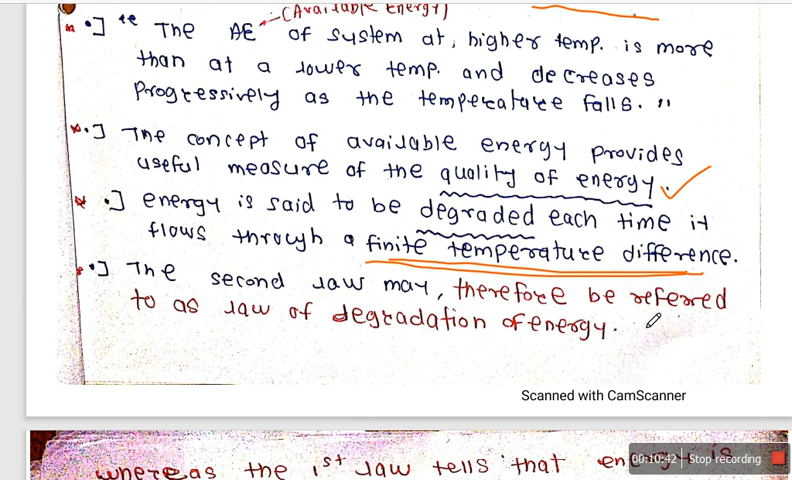 (Available Energy)
•] “ The AE of system at, higher temp. is more
than at a lower temp. and decreases
progressively as the temperature falls. ”
•] The concept of available energy provides
useful measure of the quality of energy.
•] energy is said to be degraded each time it
flows through a finite temperature difference.
•] The second law may, therefore be referred
to as law of degradation of energy.
Scanned with CamScanner
whereas the 1st law tells that energy is
00:10:42 | Stop recording